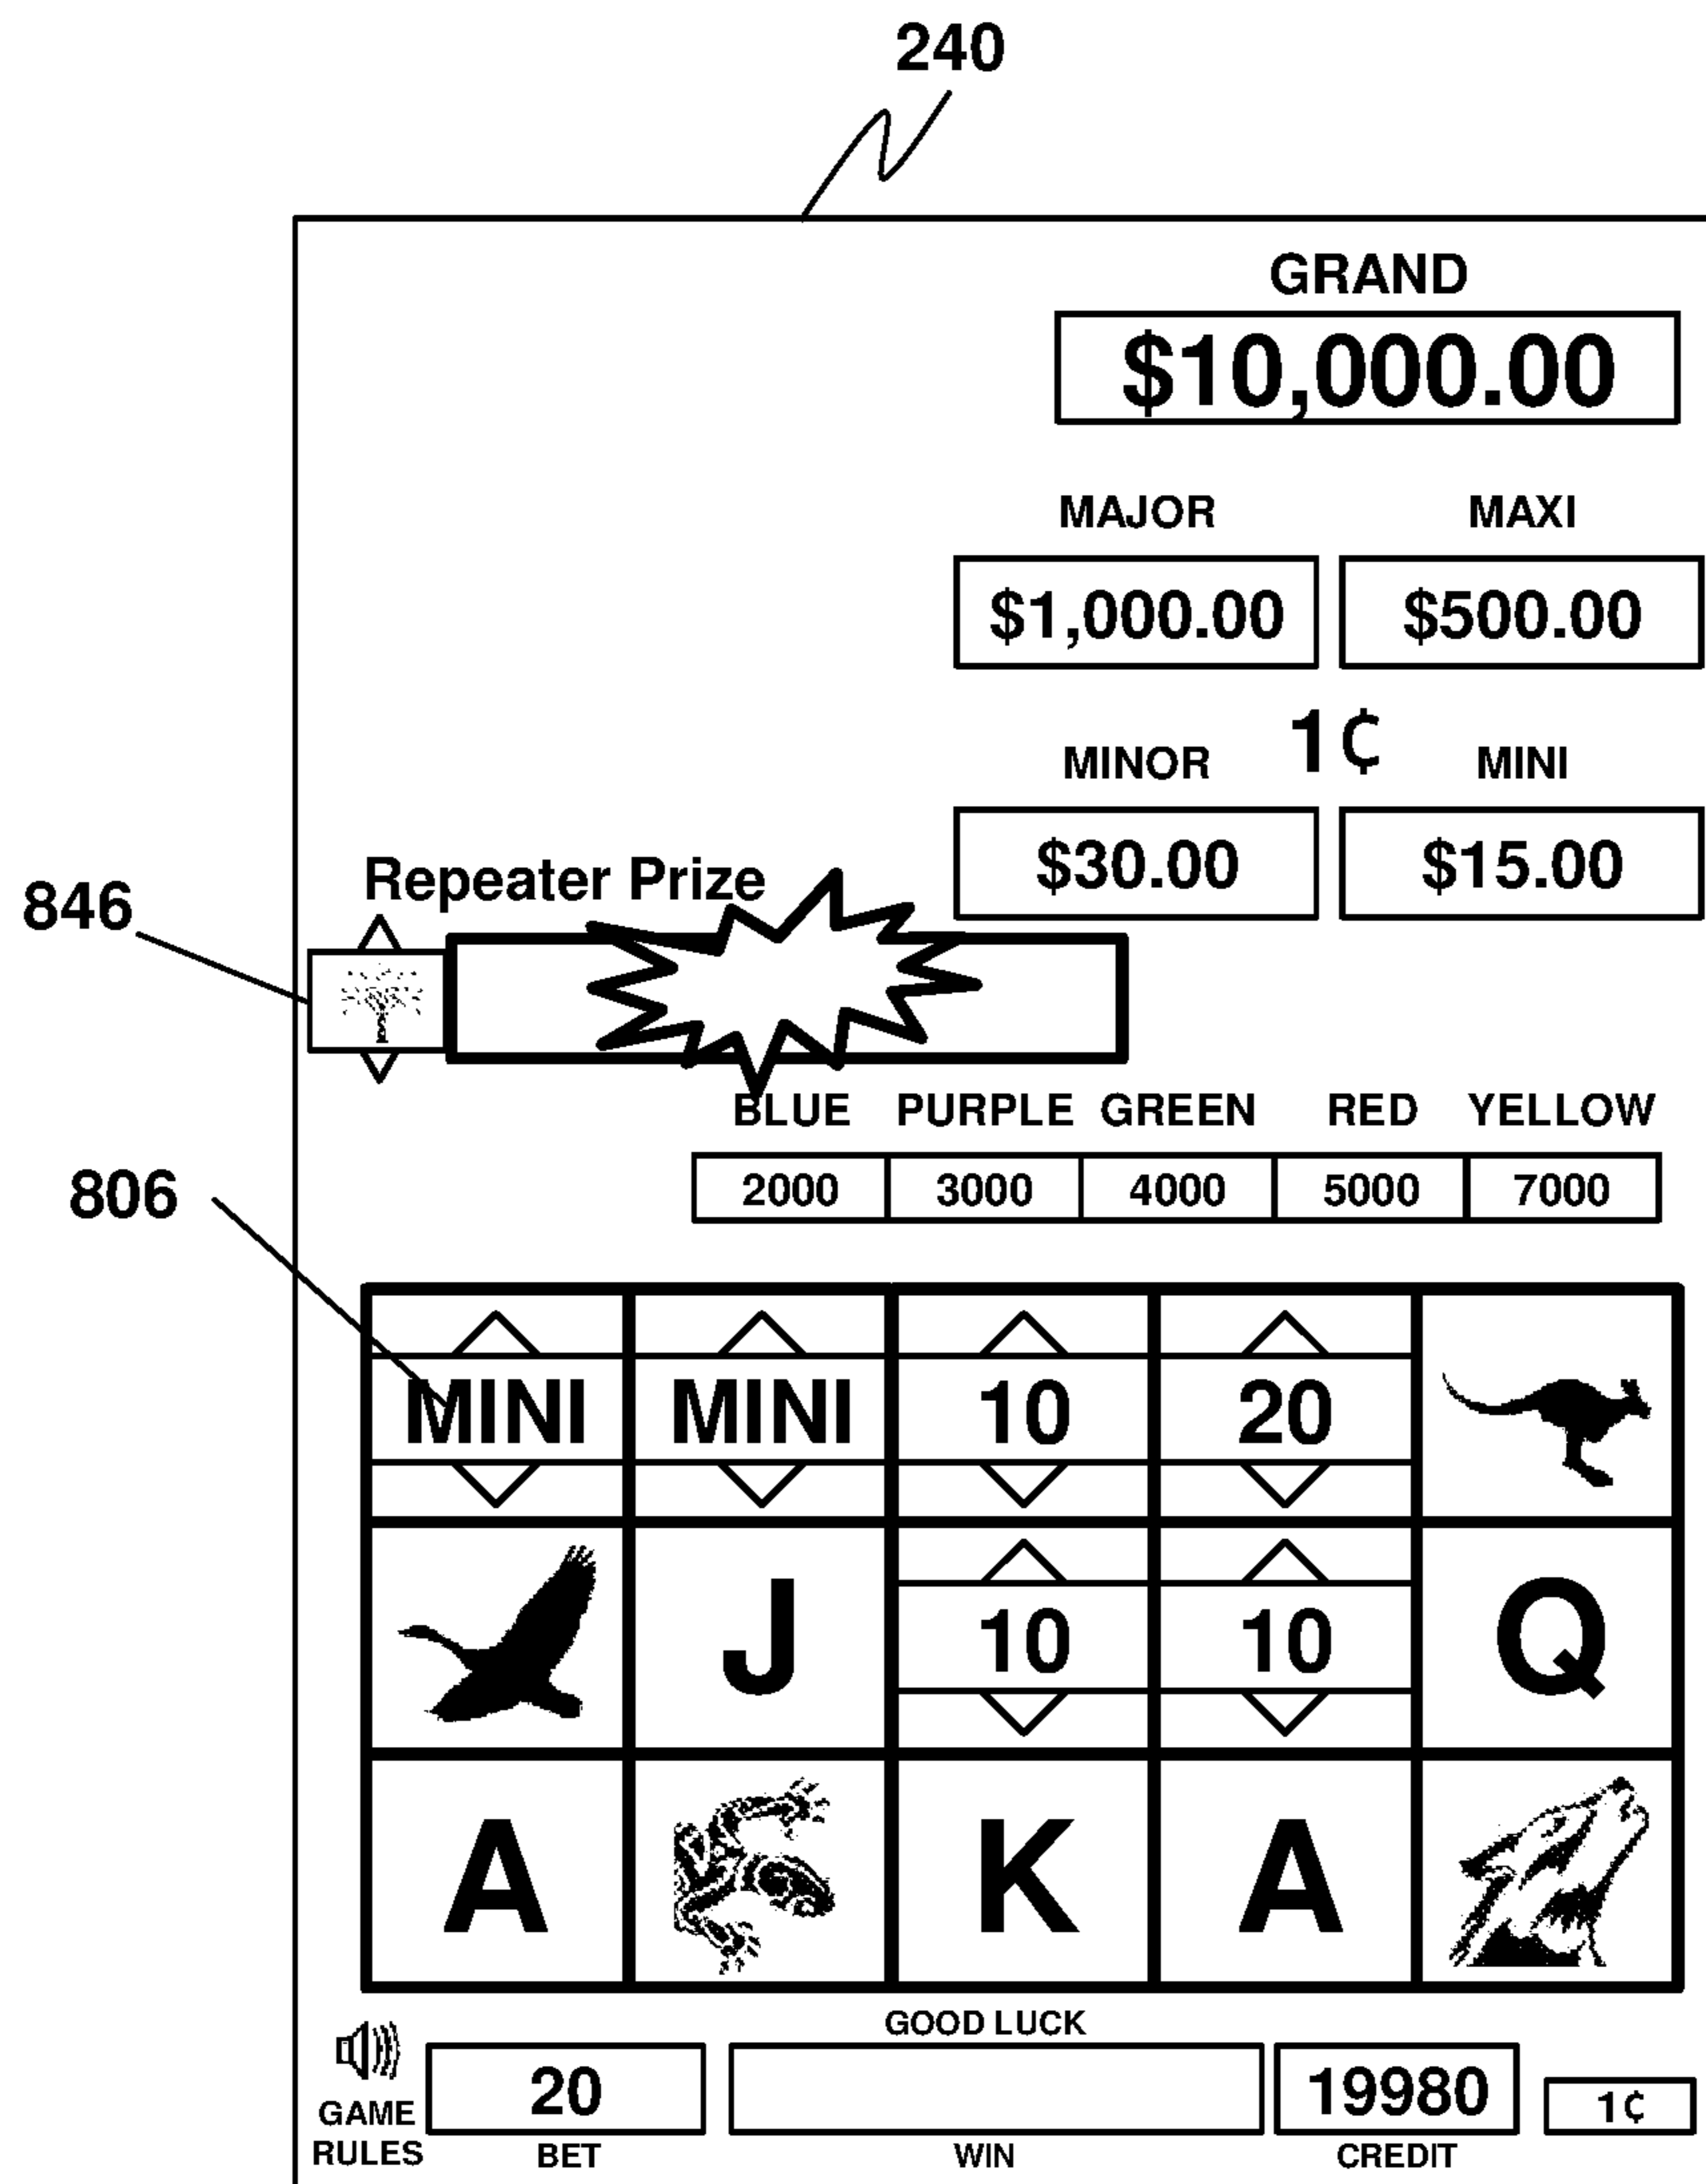 240
GRAND
$10,000.00
MAJOR MAXI
$1,000.00 $500.00
1¢
MINOR MINI
$30.00 $15.00
Repeater Prize
846
BLUE PURPLE GREEN RED YELLOW
2000 3000 4000 5000 7000
806
MINI MINI 10 20
J 10 10 Q
A K A
GOOD LUCK
20 19980 1¢
GAME RULES BET WIN CREDIT